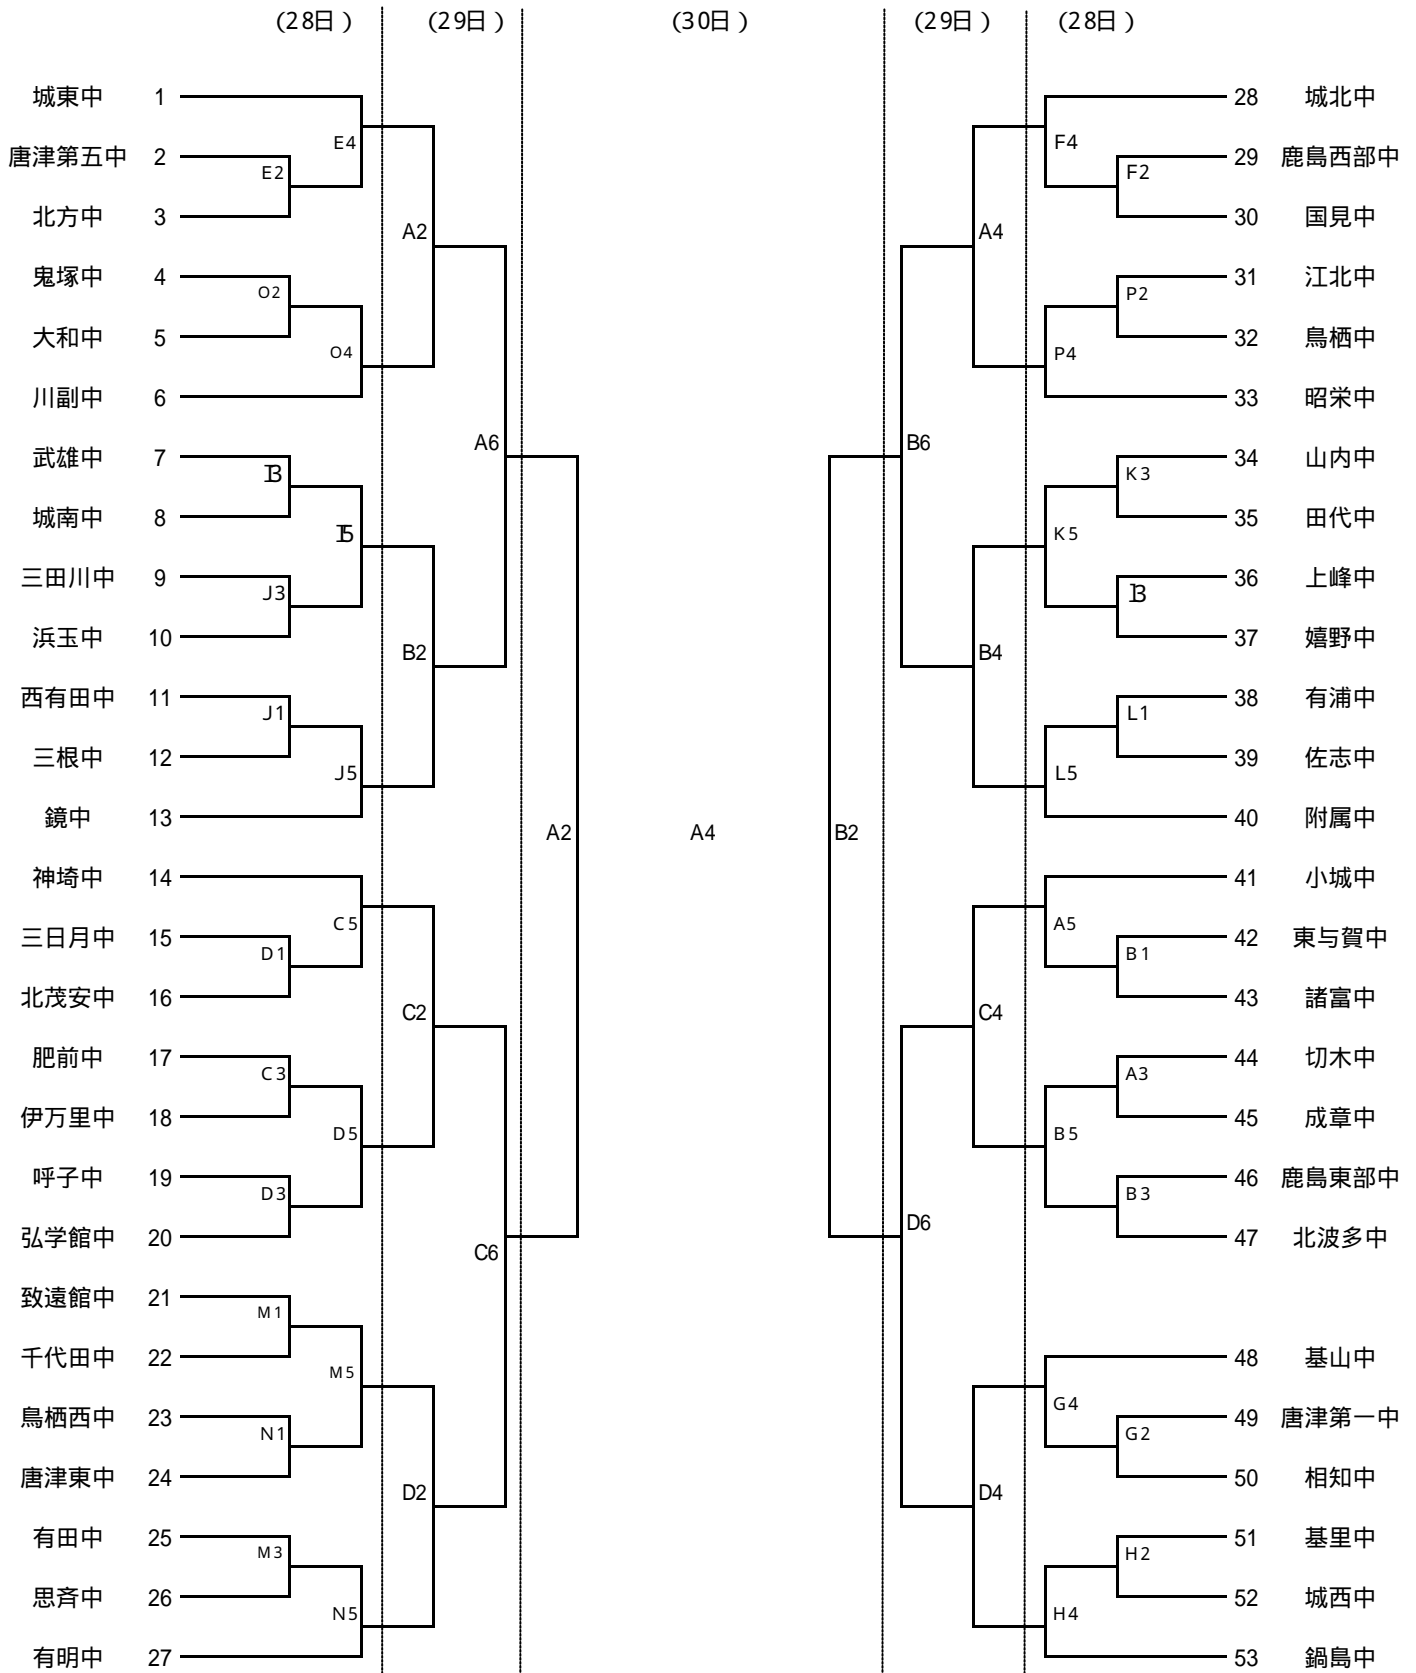 (28日) (29日) (30日) (29日) (28日)
城東中 1 28 城北中
E4 F4
唐津第五中 2 29 鹿島西部中
E2 F2
北方中 3 30 国見中
A2 A4
鬼塚中 4 31 江北中
O2 P2
大和中 5 32 鳥栖中
O4 P4
川副中 6 33 昭栄中
A6 B6
武雄中 7 34 山内中
I3 K3
城南中 8 35 田代中
I5 K5
三田川中 9 36 上峰中
J3 I3
浜玉中 10 37 嬉野中
B2 B4
西有田中 11 38 有浦中
J1 L1
三根中 12 39 佐志中
J5 L5
鏡中 13 40 附属中
A2 A4 B2
神埼中 14 41 小城中
C5 A5
三日月中 15 42 東与賀中
D1 B1
北茂安中 16 43 諸富中
C2 C4
肥前中 17 44 切木中
C3 A3
伊万里中 18 45 成章中
D5 B5
呼子中 19 46 鹿島東部中
D3 B3
弘学館中 20 47 北波多中
C6 D6
致遠館中 21
M1
千代田中 22 48 基山中
M5 G4
鳥栖西中 23 49 唐津第一中
N1 G2
唐津東中 24 50 相知中
D2 D4
有田中 25 51 基里中
M3 H2
思斉中 26 52 城西中
N5 H4
有明中 27 53 鍋島中